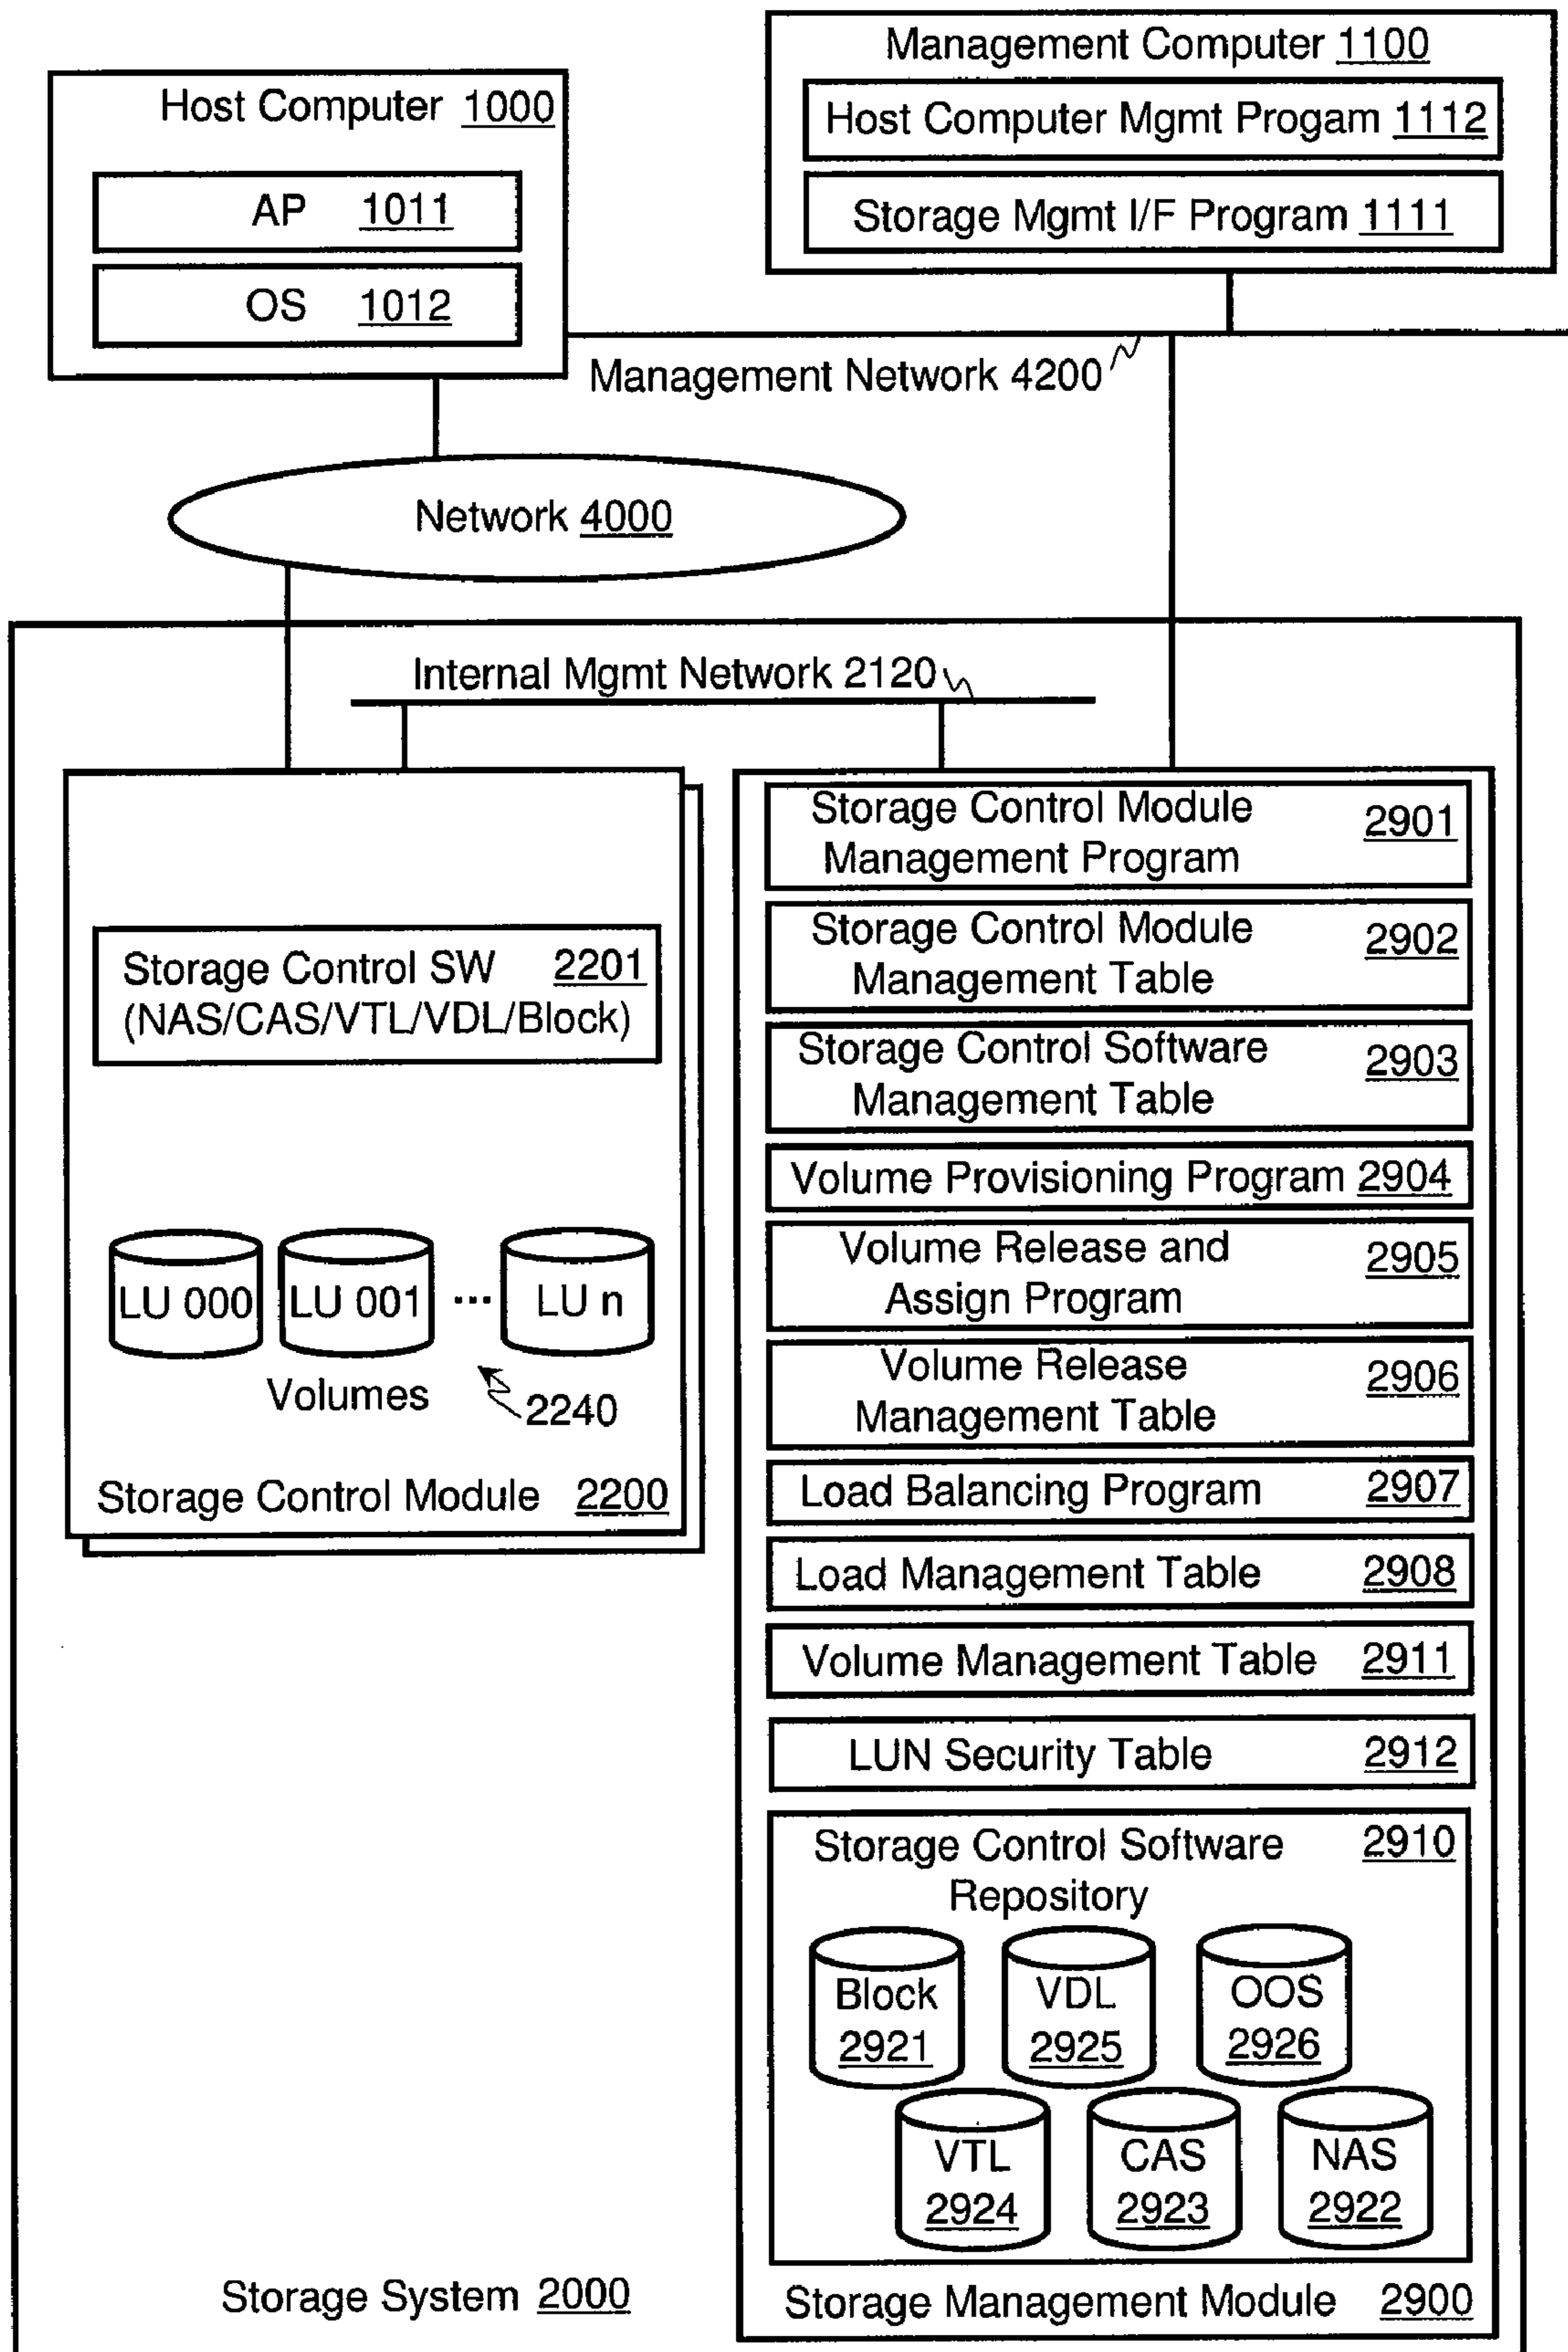 Management Computer 1100
Host Computer Mgmt Progam 1112
Storage Mgmt I/F Program 1111
Host Computer 1000
AP 1011
OS 1012
Management Network 4200
Network 4000
Internal Mgmt Network 2120
Storage Control SW 2201
(NAS/CAS/VTL/VDL/Block)
LU 000 LU 001 ... LU n
Volumes 2240
Storage Control Module 2200
Storage Control Module 2901
Management Program
Storage Control Module 2902
Management Table
Storage Control Software 2903
Management Table
Volume Provisioning Program 2904
Volume Release and 2905
Assign Program
Volume Release 2906
Management Table
Load Balancing Program 2907
Load Management Table 2908
Volume Management Table 2911
LUN Security Table 2912
Storage Control Software 2910
Repository
Block VDL OOS
2921 2925 2926
VTL CAS NAS
2924 2923 2922
Storage System 2000
Storage Management Module 2900